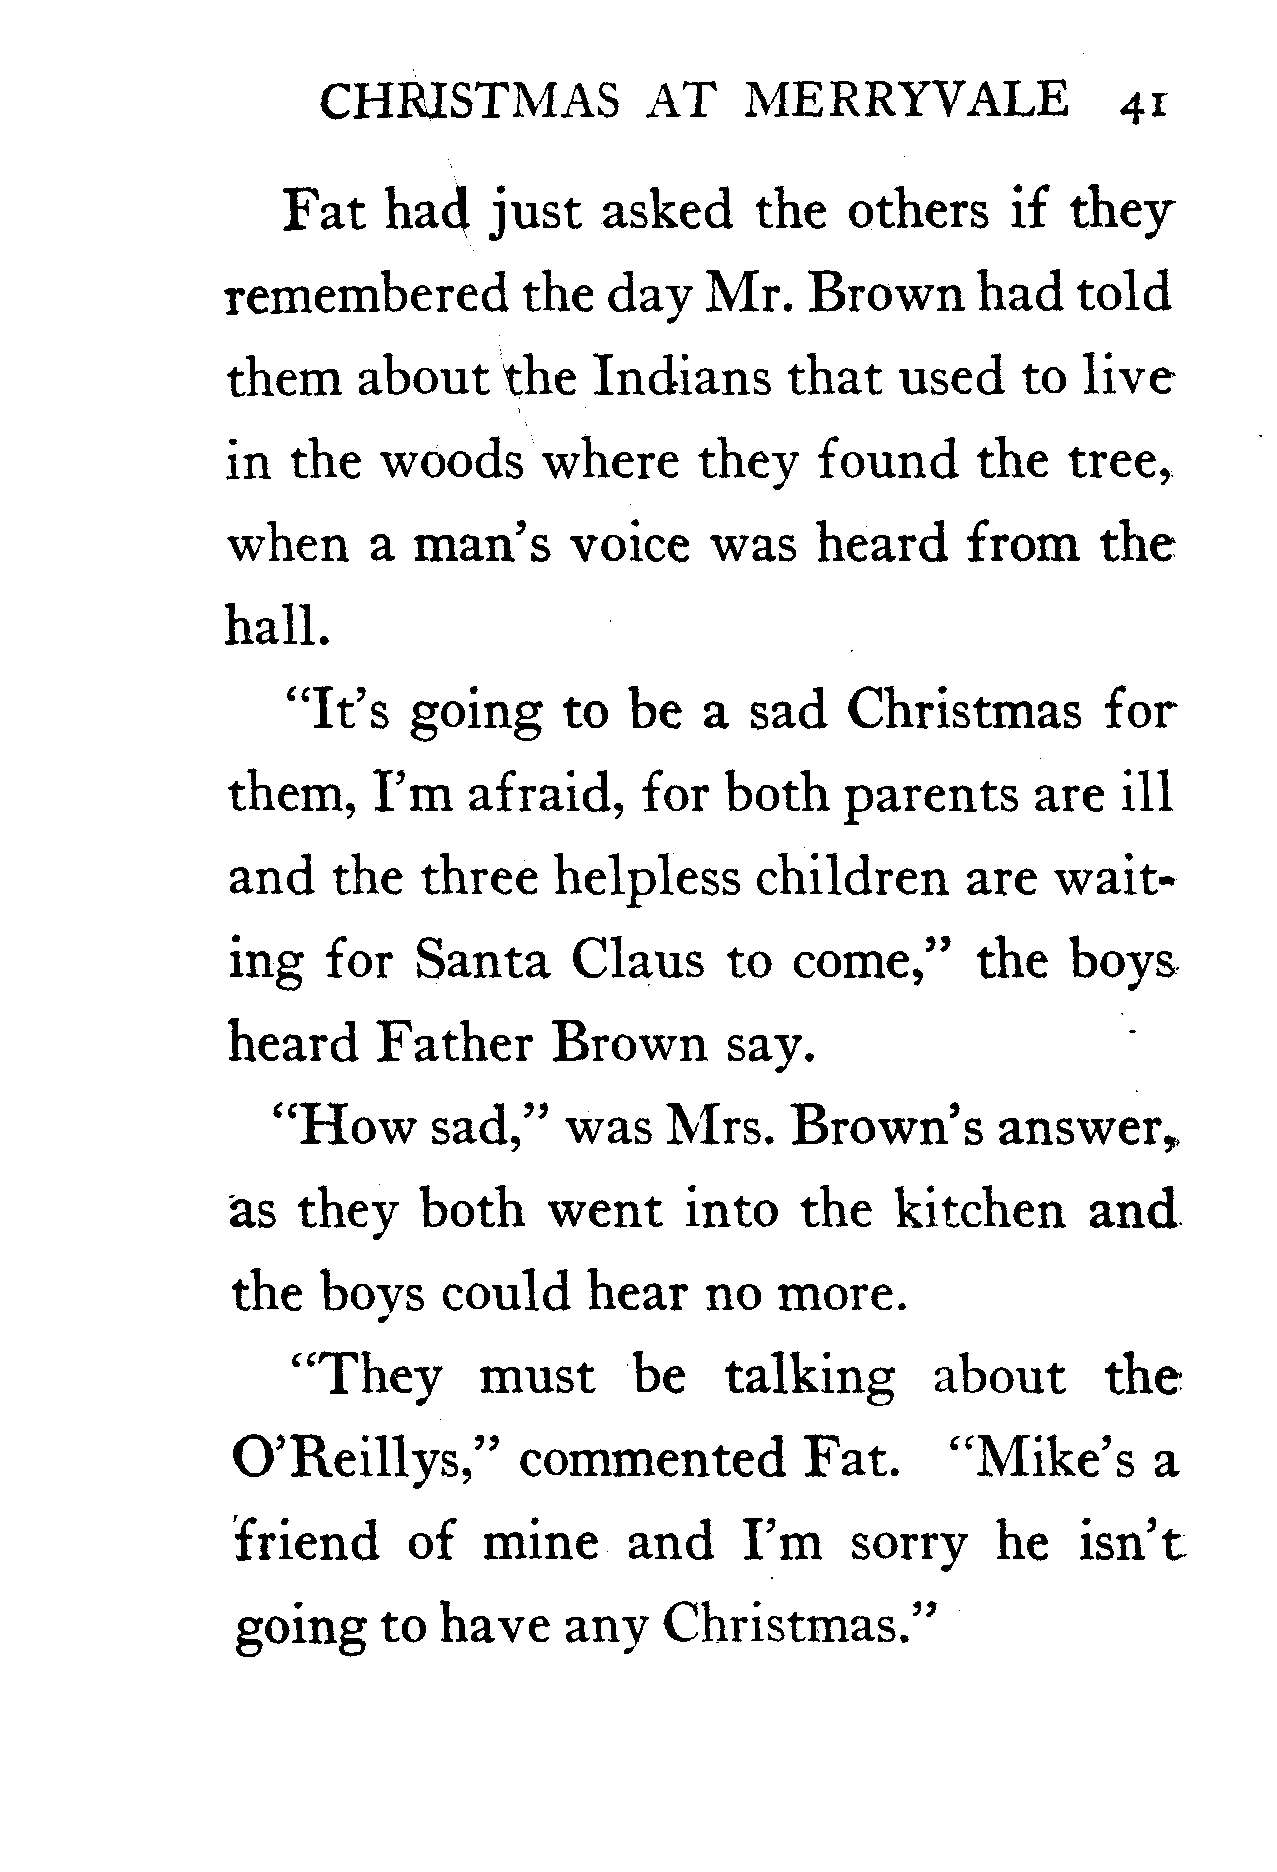 CHRISTMAS AT MERRYVALE 41
Fat had just asked the others if they
remembered the day Mr. Brown had told
them about the Indians that used to live
in the woods where they found the tree,
when a man's voice was heard from the
hall.
"It's going to be a sad Christmas for
them, I'm afraid, for both parents are ill
and the three helpless children are wait-
ing for Santa Claus to come," the boys
heard Father Brown say.
"How sad," was Mrs. Brown's answer,
as they both went into the kitchen and
the boys could hear no more.
"They must be talking about the
O'Reillys," commented Fat. "Mike's a
friend of mine and I'm sorry he isn't
going to have any Christmas."